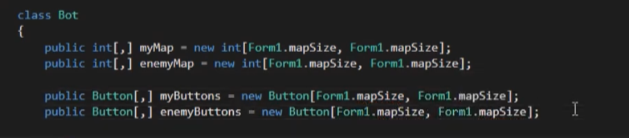 class Bot
{
public int[,] myMap = new int[Form1.mapSize, Form1.mapSize];
public int[,] enemyMap = new int[Form1.mapSize, Form1.mapSize];
public Button[,] myButtons = new Button[Form1.mapSize, Form1.mapSize];
public Button[,] enemyButtons = new Button[Form1.mapSize, Form1.mapSize];